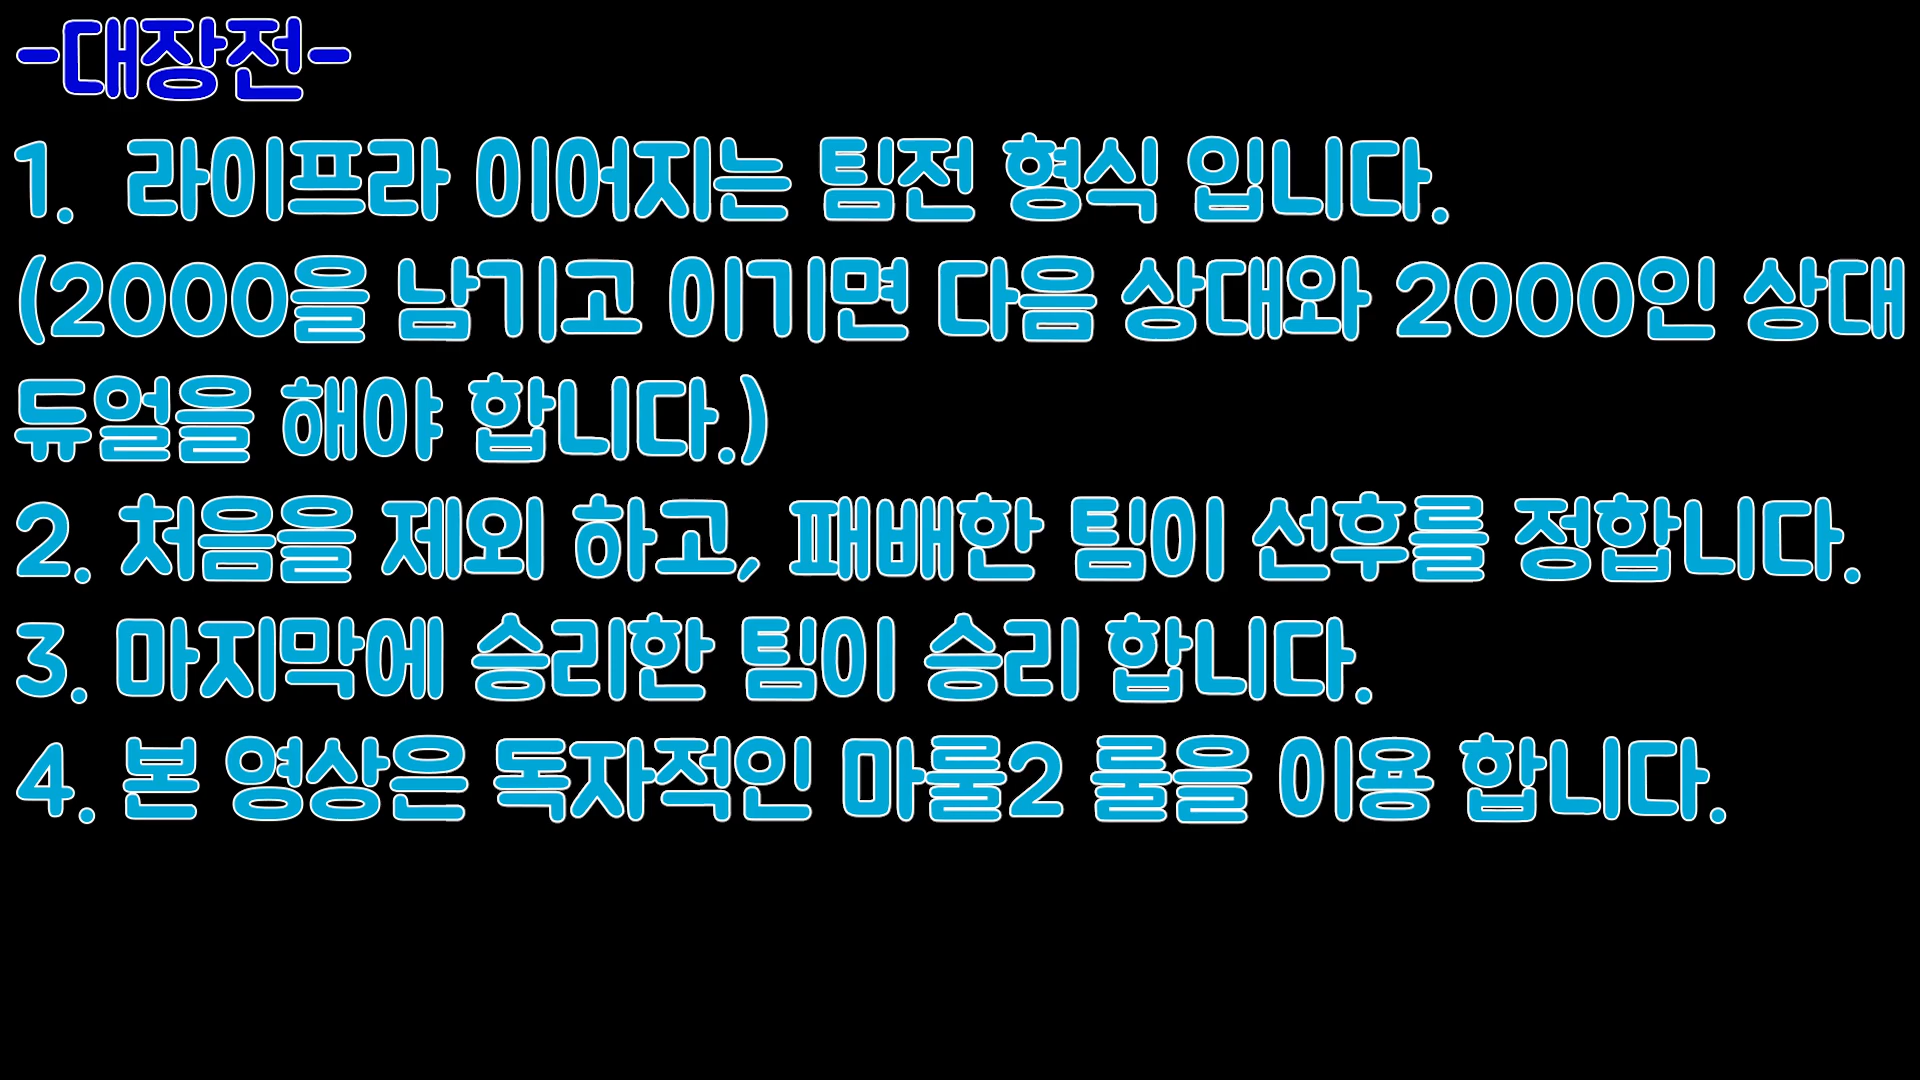 -대장전-
1. 라이프라 이어지는 팀전 형식 입니다.
(2000을 남기고 이기면 다음 상대와 2000인 상대
듀얼을 해야 합니다.)
2. 처음을 제외 하고, 패배한 팀이 선후를 정합니다.
3. 마지막에 승리한 팀이 승리 합니다.
4. 본 영상은 독자적인 마룰2 룰을 이용 합니다.